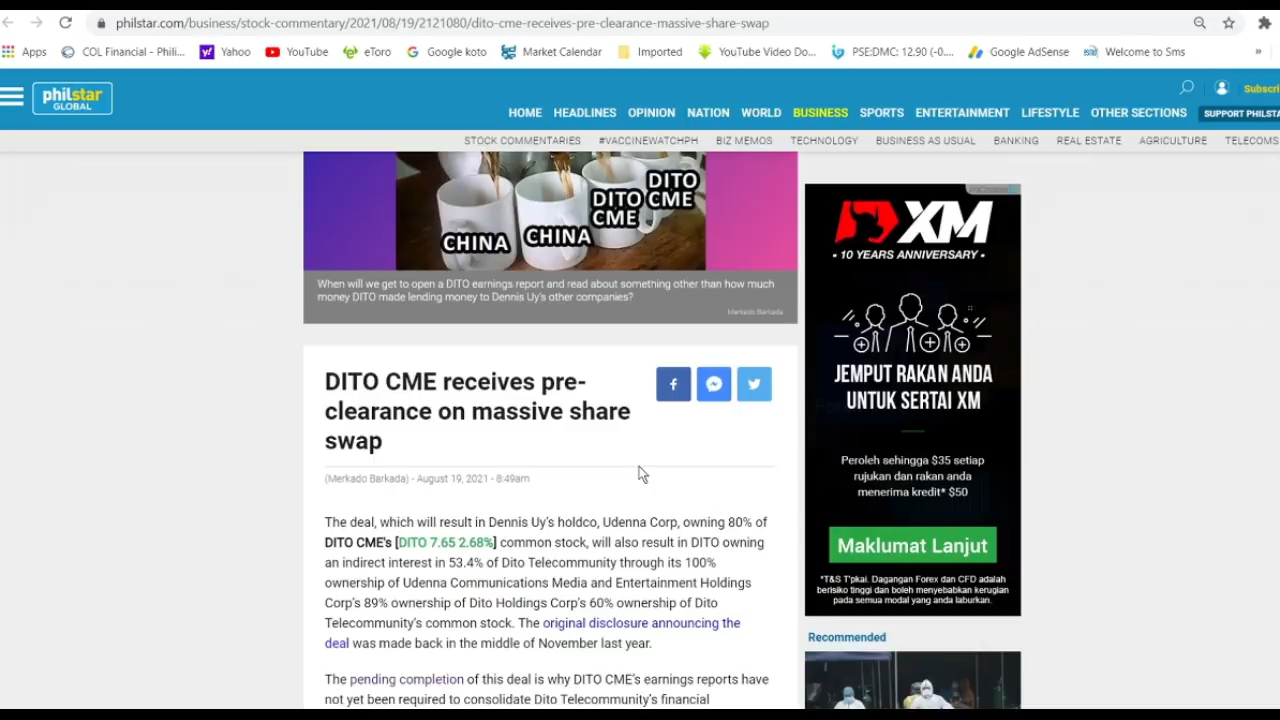 philstar.com/business/stock-commentary/2021/08/19/2121080/dito-cme-receives-pre-clearance-massive-share-swap
Apps COL Financial - Phili... Yahoo YouTube eToro Google koto Market Calendar Imported YouTube Video Do... PSE:DMC:12.90 (-0.... Google AdSense Welcome to Sms »
philstar
GLOBAL
Subscri
HOME HEADLINES OPINION NATION WORLD BUSINESS SPORTS ENTERTAINMENT LIFESTYLE OTHER SECTIONS SUPPORT PHILSTA
STOCK COMMENTARIES #VACCINEWATCHPH BIZ MEMOS TECHNOLOGY BUSINESS AS USUAL BANKING REAL ESTATE AGRICULTURE TELECOMS
CHINA
CHINA
DITO
CME
DITO
CME
When will we get to open a DITO earnings report and read about something other than how much
money DITO made lending money to Dennis Uy's other companies?
Merkado Barkada
DITO CME receives pre-
clearance on massive share
swap
(Merkado Barkada) - August 19, 2021 - 8:49am
The deal, which will result in Dennis Uy's holdco, Udenna Corp, owning 80% of
DITO CME's [DITO 7.65 2.68%] common stock, will also result in DITO owning
an indirect interest in 53.4% of Dito Telecommunity through its 100%
ownership of Udenna Communications Media and Entertainment Holdings
Corp's 89% ownership of Dito Holdings Corp's 60% ownership of Dito
Telecommunity's common stock. The original disclosure announcing the
deal was made back in the middle of November last year.
The pending completion of this deal is why DITO CME's earnings reports have
not yet been required to consolidate Dito Telecommunity's financial
XM
• 10 YEARS ANNIVERSARY •
JEMPUT RAKAN ANDA
UNTUK SERTAI XM
Peroleh sehingga $35 setiap
rujukan dan rakan anda
menerima kredit* $50
Maklumat Lanjut
*T&S T'pkai. Dagangan Forex dan CFD adalah
berisiko tinggi dan boleh menyebabkan kerugian
pada semua modal yang anda laburkan.
Recommended